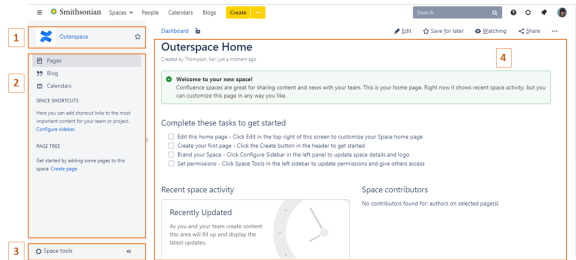 Smithsonian Spaces People Calendars Blogs Create ··· Search
1
Outerspace
Dashboard
Edit Save for later Watching Share ···
Outerspace Home
4
Created by Thompson, Keri just a moment ago
2
Pages
Blog
Calendars
SPACE SHORTCUTS
Here you can add shortcut links to the most
important content for your team or project.
Configure sidebar.
PAGE TREE
Get started by adding some pages to this
space. Create page.
Welcome to your new space!
Confluence spaces are great for sharing content and news with your team. This is your home page. Right now it shows recent space activity, but you
can customize this page in any way you like.
Complete these tasks to get started
Edit this home page - Click Edit in the top right of this screen to customize your Space home page
Create your first page - Click the Create button in the header to get started
Brand your Space - Click Configure Sidebar in the left panel to update space details and logo
Set permissions - Click Space Tools in the left sidebar to update permissions and give others access
Recent space activity
Recently Updated
As you and your team create content
this area will fill up and display the
latest updates.
Space contributors
No contributors found for: authors on selected page(s)
3
Space tools «